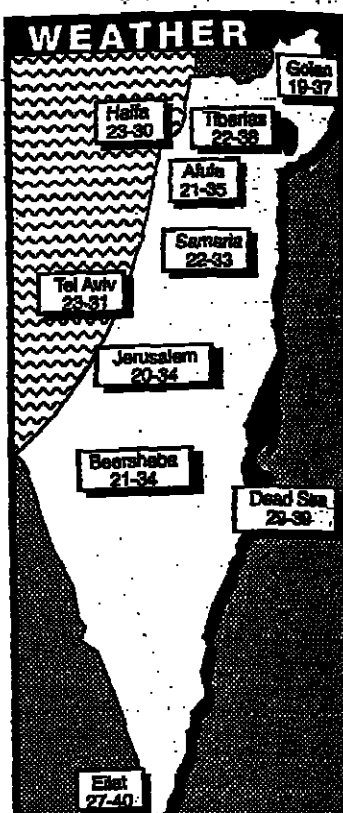 WEATHER
Golan
19-37
Haifa
23-30
Tiberias
22-38
Afula
21-35
Samaria
22-33
Tel Aviv
23-31
Jerusalem
20-34
Beersheba
21-34
Dead Sea
29-39
Eilat
27-40